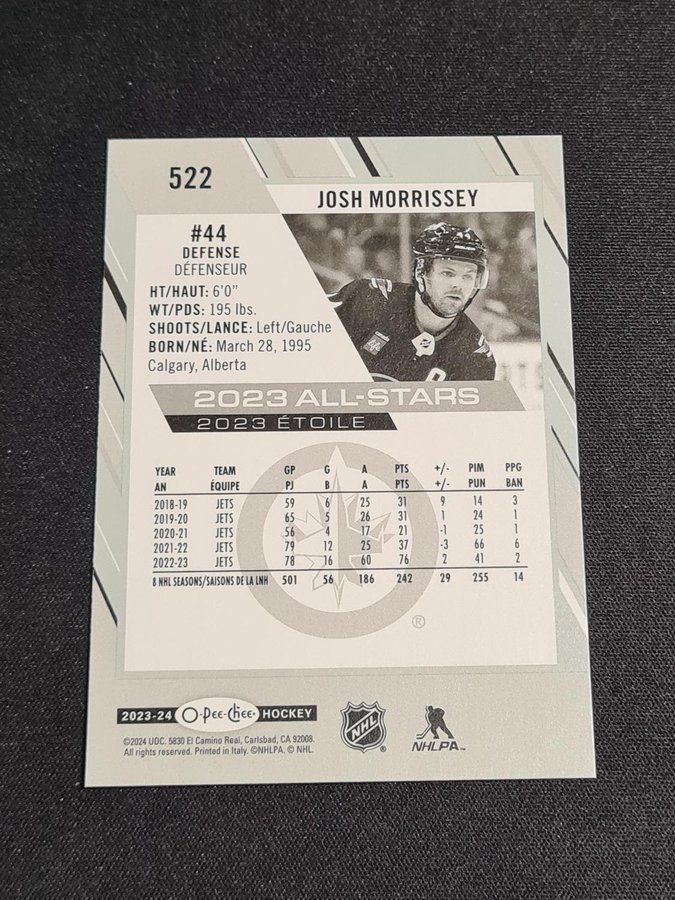 522
JOSH MORRISSEY
#44
DEFENSE
DÉFENSEUR
HT/HAUT: 6'0"
WT/PDS: 195 lbs.
SHOOTS/LANCE: Left/Gauche
BORN/NÉ: March 28, 1995
Calgary, Alberta
2023 ALL-STARS
2023 ÉTOILE
YEAR TEAM GP G A PTS +/- PIM PPG
AN ÉQUIPE PJ B A PTS +/- PUN BAN
2018-19 JETS 59 6 25 31 9 14 3
2019-20 JETS 65 5 26 31 1 24 1
2020-21 JETS 56 4 17 21 -1 25 1
2021-22 JETS 79 12 25 37 -3 66 6
2022-23 JETS 78 16 60 76 2 41 2
8 NHL SEASONS/SAISONS DE LA LNH 501 56 186 242 29 255 14
®
2023-24 O-Pee-Chee HOCKEY
NHL ®
NHLPA™
©2024 UDC. 5830 El Camino Real, Carlsbad, CA 92008.
All rights reserved. Printed in Italy. ©NHLPA. © NHL.